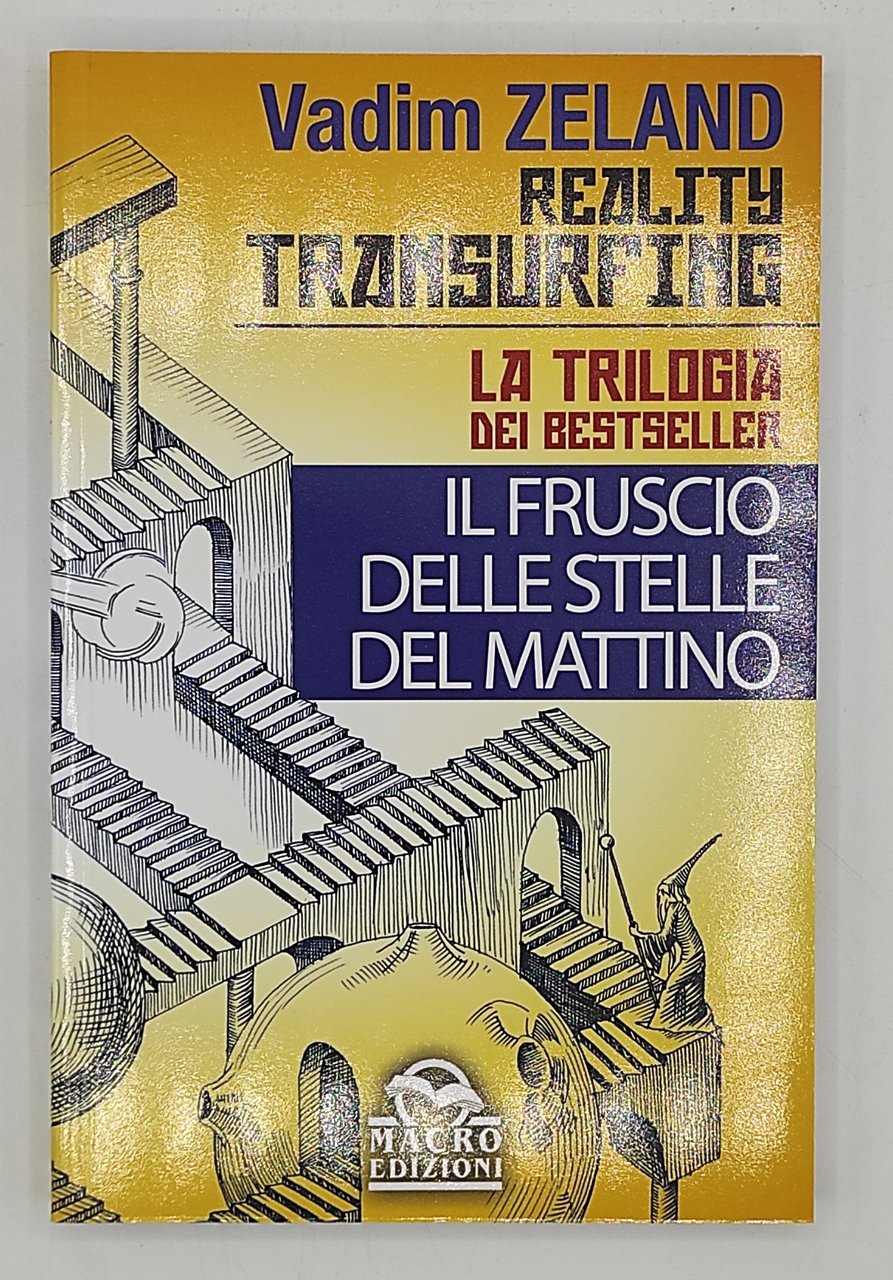 Vadim ZELAND
REALITY
TRANSURFING
LA TRILOGIA
DEI BESTSELLER
IL FRUSCIO
DELLE STELLE
DEL MATTINO
MACRO
EDIZIONI